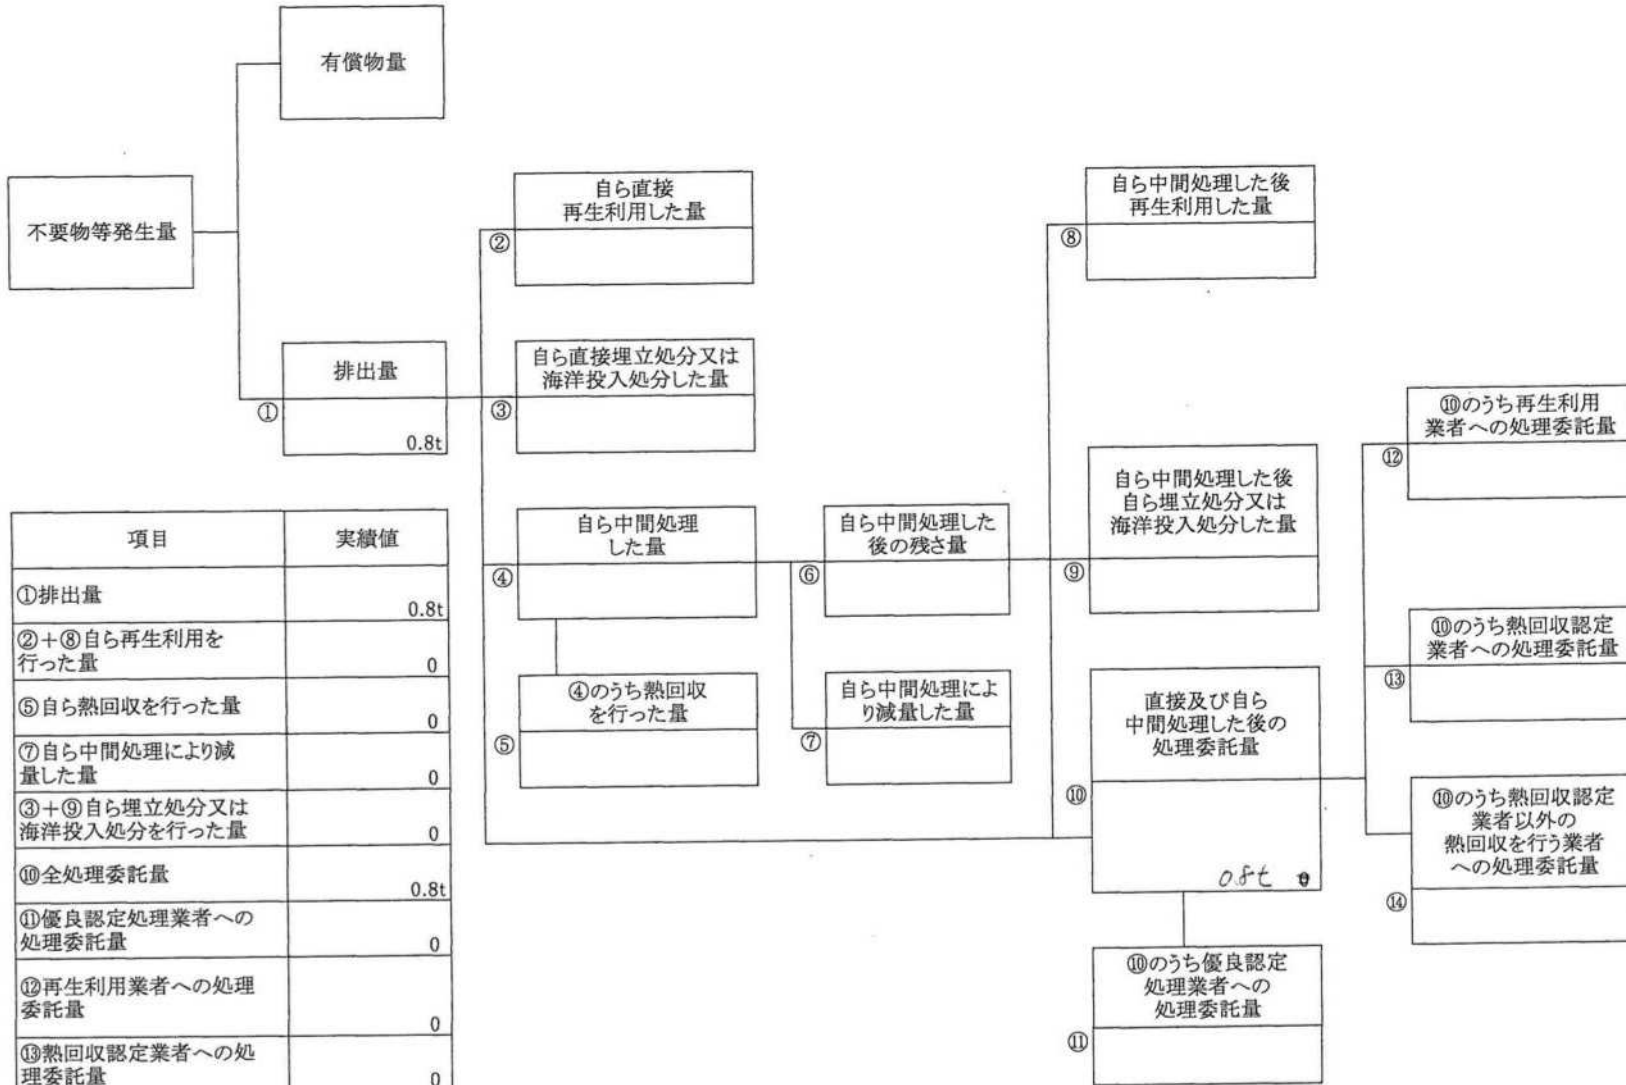 有償物量
不要物等発生量
排出量
①
0.8t
自ら直接
再生利用した量
②
自ら直接埋立処分又は
海洋投入処分した量
③
自ら中間処理
した量
④
④のうち熱回収
を行った量
⑤
自ら中間処理した
後の残さ量
⑥
自ら中間処理によ
り減量した量
⑦
自ら中間処理した後
再生利用した量
⑧
自ら中間処理した後
自ら埋立処分又は
海洋投入処分した量
⑨
直接及び自ら
中間処理した後の
処理委託量
⑩
0.8t
⑩のうち優良認定
処理業者への
処理委託量
⑪
⑩のうち再生利用
業者への処理委託量
⑫
⑩のうち熱回収認定
業者への処理委託量
⑬
⑩のうち熱回収認定
業者以外の
熱回収を行う業者
への処理委託量
⑭
項目 実績値
①排出量 0.8t
②+⑧自ら再生利用を
行った量 0
⑤自ら熱回収を行った量 0
⑦自ら中間処理により減
量した量 0
③+⑨自ら埋立処分又は
海洋投入処分を行った量 0
⑩全処理委託量 0.8t
⑪優良認定処理業者への
処理委託量 0
⑫再生利用業者への処理
委託量 0
⑬熱回収認定業者への処
理委託量 0